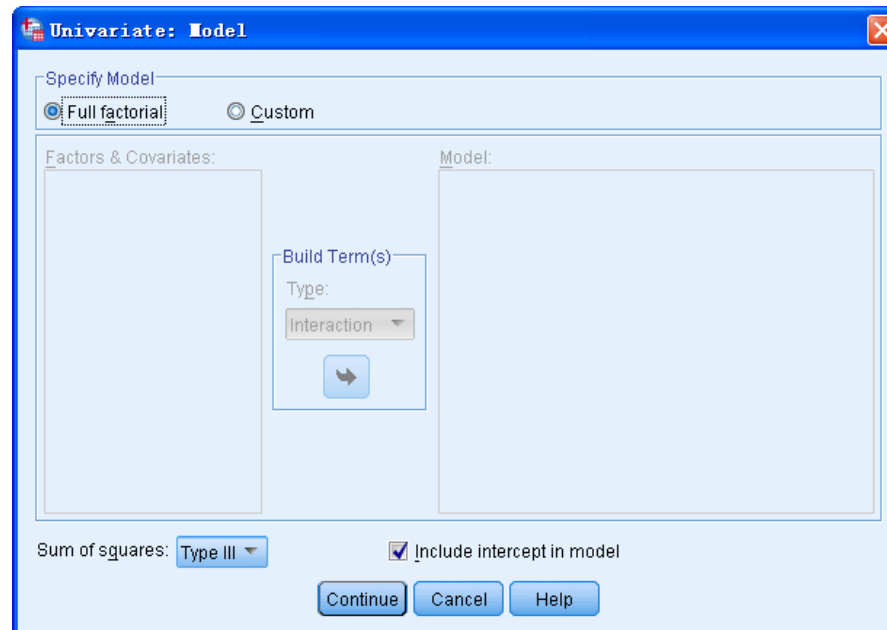 Univariate: Model
Specify Model
Full factorial Custom
Factors & Covariates: Model:
Build Term(s)
Type:
Interaction
Sum of squares: Type III Include intercept in model
Continue Cancel Help